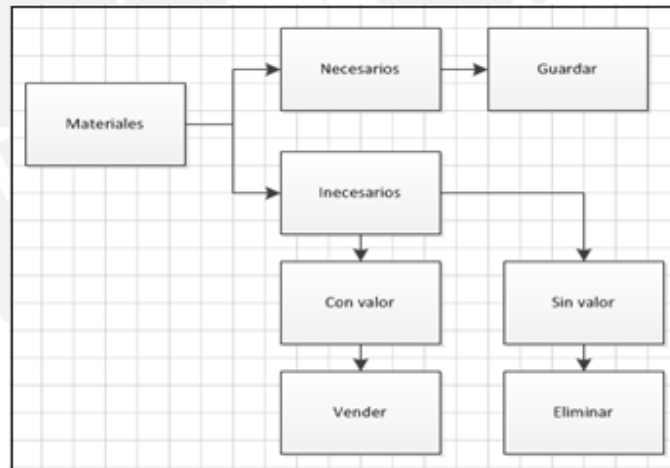 Necesarios
Guardar
Materiales
Inecesarios
Con valor
Sin valor
Vender
Eliminar